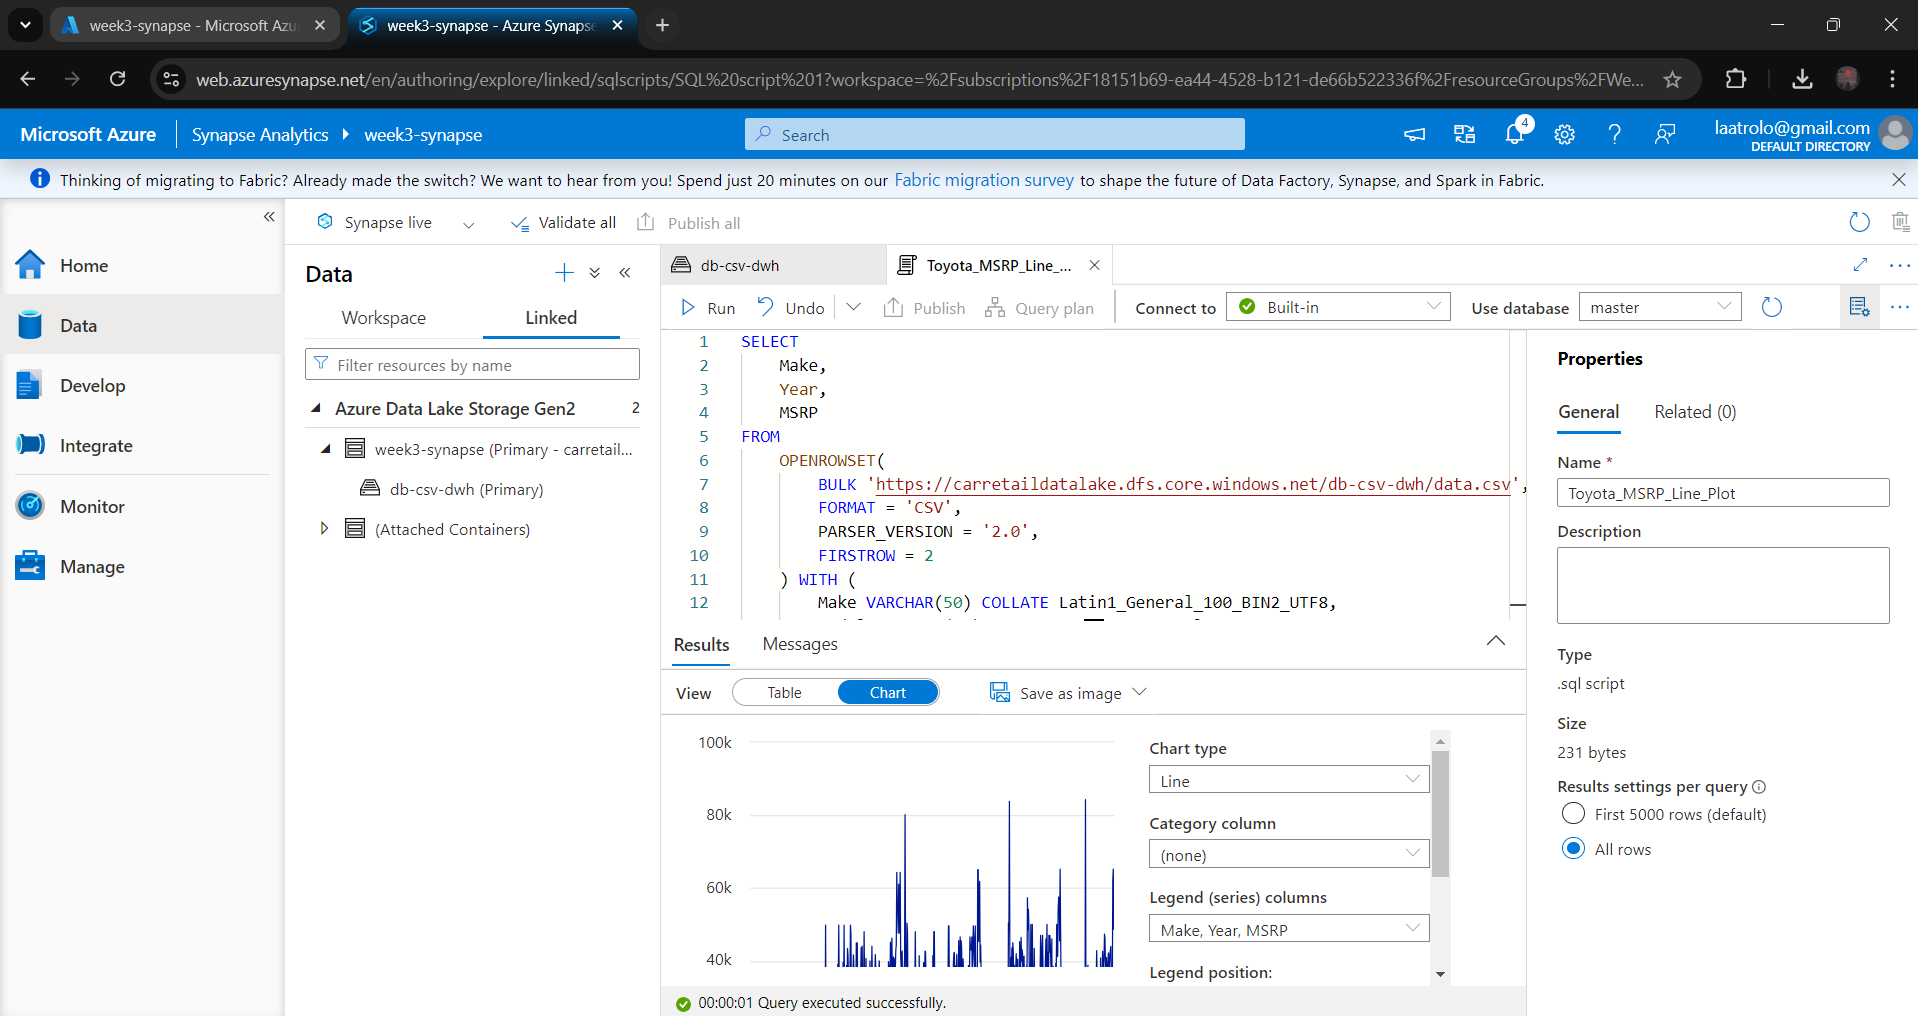 week3-synapse - Microsoft Azu
week3-synapse - Azure Synapse
web.azuresynapse.net/en/authoring/explore/linked/sqlscripts/SQL%20script%201?workspace=%2Fsubscriptions%2F18151b69-ea44-4528-b121-de66b522336f%2FresourceGroups%2FWe...
Microsoft Azure
Synapse Analytics
week3-synapse
Search
4
laatrolo@gmail.com
DEFAULT DIRECTORY
Thinking of migrating to Fabric? Already made the switch? We want to hear from you! Spend just 20 minutes on our Fabric migration survey to shape the future of Data Factory, Synapse, and Spark in Fabric.
Home
Data
Develop
Integrate
Monitor
Manage
Synapse live
Validate all
Publish all
Data
Workspace
Linked
Filter resources by name
Azure Data Lake Storage Gen2 2
week3-synapse (Primary - carretail...
db-csv-dwh (Primary)
(Attached Containers)
db-csv-dwh
Toyota_MSRP_Line_...
Run
Undo
Publish
Query plan
Connect to
Built-in
Use database
master
1 SELECT
2 Make,
3 Year,
4 MSRP
5 FROM
6 OPENROWSET(
7 BULK 'https://carretaildatalake.dfs.core.windows.net/db-csv-dwh/data.csv',
8 FORMAT = 'CSV',
9 PARSER_VERSION = '2.0',
10 FIRSTROW = 2
11 ) WITH (
12 Make VARCHAR(50) COLLATE Latin1_General_100_BIN2_UTF8,
Results
Messages
View
Table
Chart
Save as image
100k
80k
60k
40k
Chart type
Line
Category column
(none)
Legend (series) columns
Make, Year, MSRP
Legend position:
00:00:01 Query executed successfully.
Properties
General
Related (0)
Name *
Toyota_MSRP_Line_Plot
Description
Type
.sql script
Size
231 bytes
Results settings per query
First 5000 rows (default)
All rows